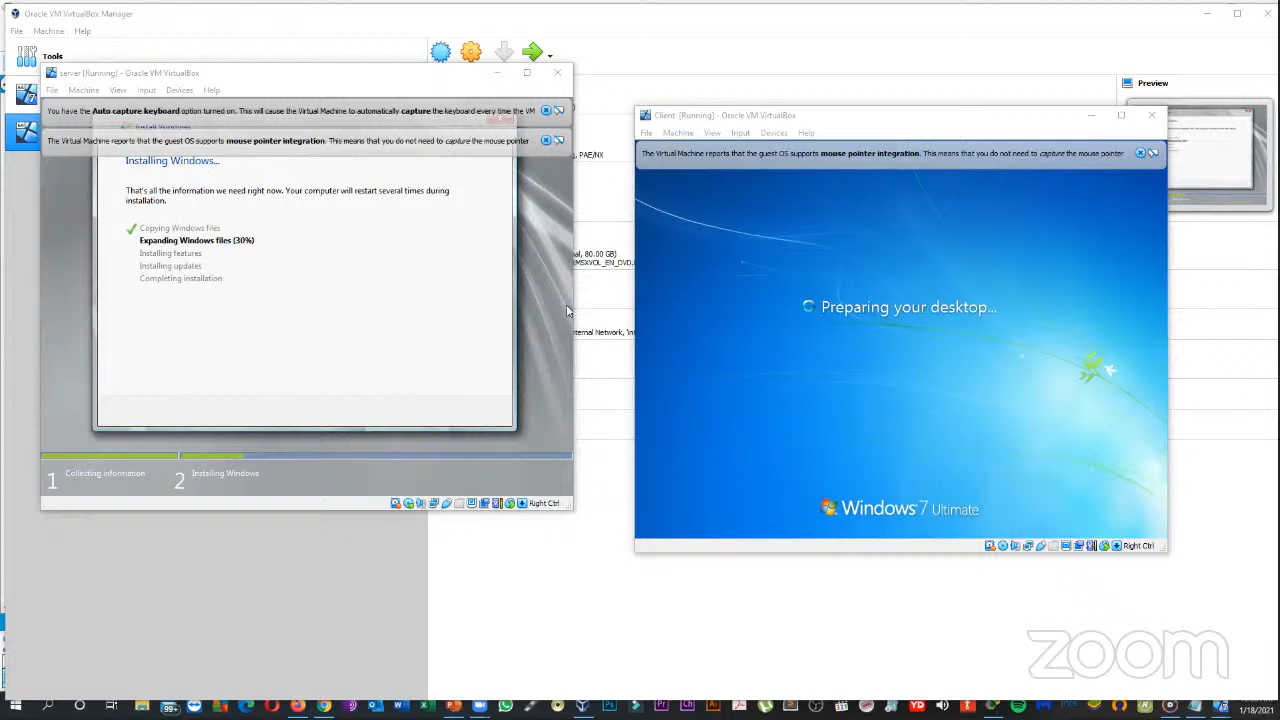 Oracle VM VirtualBox Manager
File Machine Help
Tools
server [Running] - Oracle VM VirtualBox
File Machine View Input Devices Help
You have the Auto capture keyboard option turned on. This will cause the Virtual Machine to automatically capture the keyboard every time the VM
Install Windows
The Virtual Machine reports that the guest OS supports mouse pointer integration. This means that you do not need to capture the mouse pointer
Installing Windows...
That's all the information we need right now. Your computer will restart several times during
installation.
Copying Windows files
Expanding Windows files (30%)
Installing features
Installing updates
Completing installation
1 Collecting information 2 Installing Windows
Right Ctrl
, PAE/NX
al, 80.00 GB)
RMSXVOL_EN_DVD.
Internal Network, 'in
Preview
Client [Running] - Oracle VM VirtualBox
File Machine View Input Devices Help
The Virtual Machine reports that the guest OS supports mouse pointer integration. This means that you do not need to capture the mouse pointer
Preparing your desktop...
Windows 7 Ultimate
Right Ctrl
zoom
99+
1/18/2021